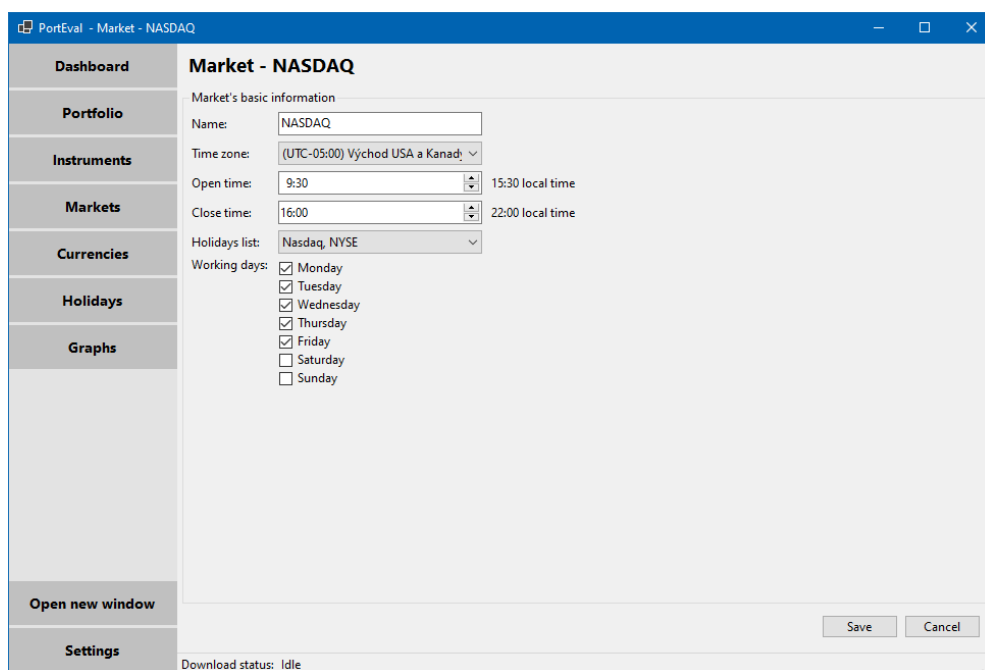 PortEval - Market - NASDAQ
Dashboard
Portfolio
Instruments
Markets
Currencies
Holidays
Graphs
Open new window
Settings
Market - NASDAQ
Market's basic information
Name: NASDAQ
Time zone: (UTC-05:00) Východ USA a Kanady
Open time: 9:30 15:30 local time
Close time: 16:00 22:00 local time
Holidays list: Nasdaq, NYSE
Working days: Monday
Tuesday
Wednesday
Thursday
Friday
Saturday
Sunday
Save Cancel
Download status: Idle